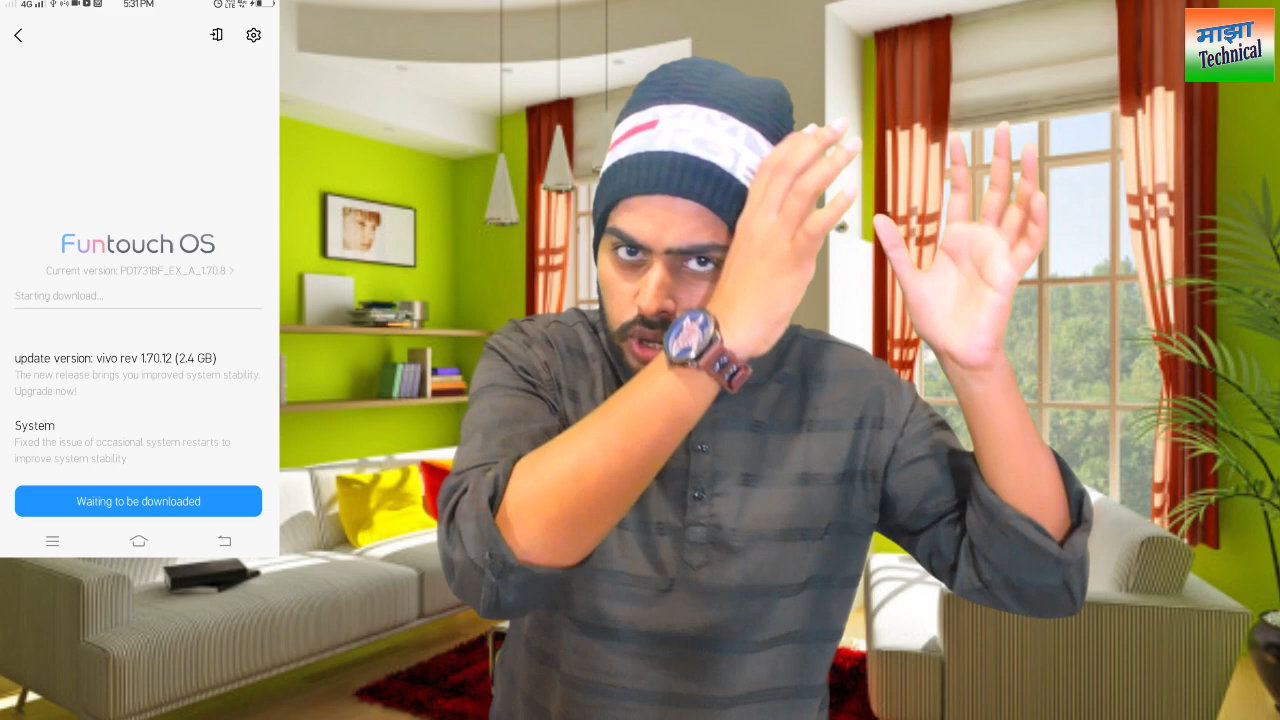 4G 5:31 PM
Funtouch OS
Current version: PD1731BF_EX_A_1.70.8 >
Starting download...
update version: vivo rev 1.70.12 (2.4 GB)
The new release brings you improved system stability.
Upgrade now!
System
Fixed the issue of occasional system restarts to
improve system stability
Waiting to be downloaded
माझा
Technical